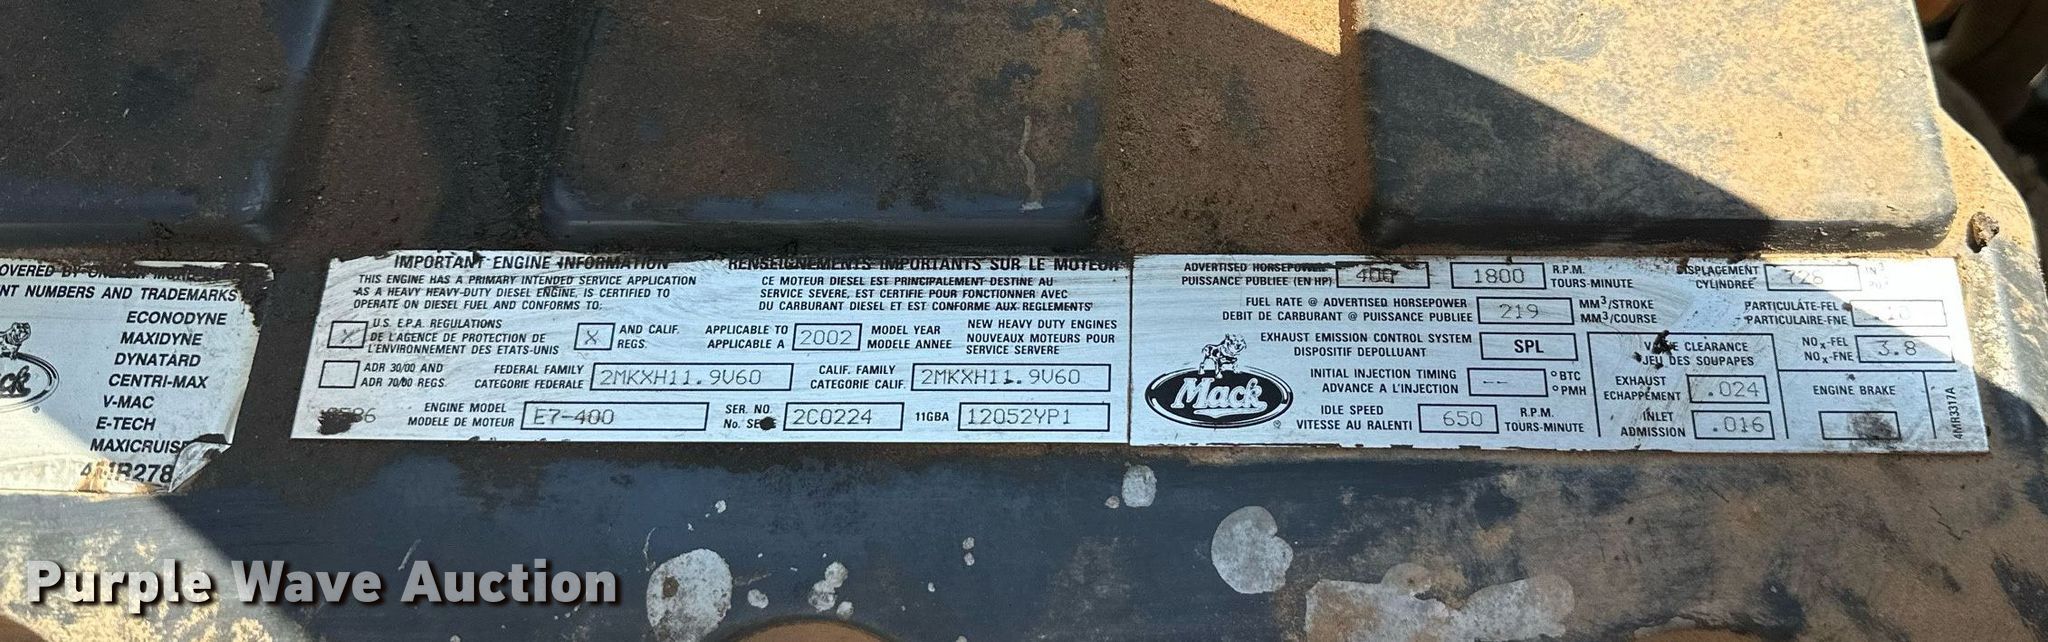 OVERED BY
NT NUMBERS AND TRADEMARKS
ECONODYNE
MAXIDYNE
DYNATARD
CENTRI-MAX
V-MAC
E-TECH
MAXICRUISE
ack ®
4MR278
IMPORTANT ENGINE INFORMATION
THIS ENGINE HAS A PRIMARY INTENDED SERVICE APPLICATION
AS A HEAVY HEAVY-DUTY DIESEL ENGINE, IS CERTIFIED TO
OPERATE ON DIESEL FUEL AND CONFORMS TO.
RENSEIGNEMENTS IMPORTANTS SUR LE MOTEUR
CE MOTEUR DIESEL EST PRINCIPALEMENT DESTINE AU
SERVICE SEVERE, EST CERTIFIE POUR FONCTIONNER AVEC
DU CARBURANT DIESEL ET EST CONFORME AUX REGLEMENTS
X U.S. E.P.A. REGULATIONS
DE L'AGENCE DE PROTECTION DE
L'ENVIRONNEMENT DES ETATS-UNIS
X AND CALIF.
REGS.
APPLICABLE TO
APPLICABLE A
2002
MODEL YEAR
MODELE ANNEE
NEW HEAVY DUTY ENGINES
NOUVEAUX MOTEURS POUR
SERVICE SERVERE
ADR 30/00 AND
ADR 70/00 REGS.
FEDERAL FAMILY
CATEGORIE FEDERALE
2MKXH11.9V60
CALIF. FAMILY
CATEGORIE CALIF.
2MKXH11.9V60
ENGINE MODEL
MODELE DE MOTEUR
E7-400
SER. NO
No. SE
2C0224
11GBA
12052YP1
ADVERTISED HORSEPOWER
PUISSANCE PUBLIEE (EN HP)
400
1800
R.P.M.
TOURS-MINUTE
DISPLACEMENT
CYLINDREE
728
IN³
FUEL RATE @ ADVERTISED HORSEPOWER
DEBIT DE CARBURANT @ PUISSANCE PUBLIEE
219
MM³/STROKE
MM³/COURSE
PARTICULATE-FEL
PARTICULAIRE-FNE
Mack ®
EXHAUST EMISSION CONTROL SYSTEM
DISPOSITIF DEPOLLUANT
SPL
INITIAL INJECTION TIMING
ADVANCE A L'INJECTION
--
°BTC
°PMH
IDLE SPEED
VITESSE AU RALENTI
650
R.P.M.
TOURS-MINUTE
CLEARANCE
JEU DES SOUPAPES
EXHAUST
ECHAPPEMENT
.024
INLET
ADMISSION
.016
NOx-FEL
NOx-FNE
3.8
ENGINE BRAKE
4MR3317A
Purple Wave Auction